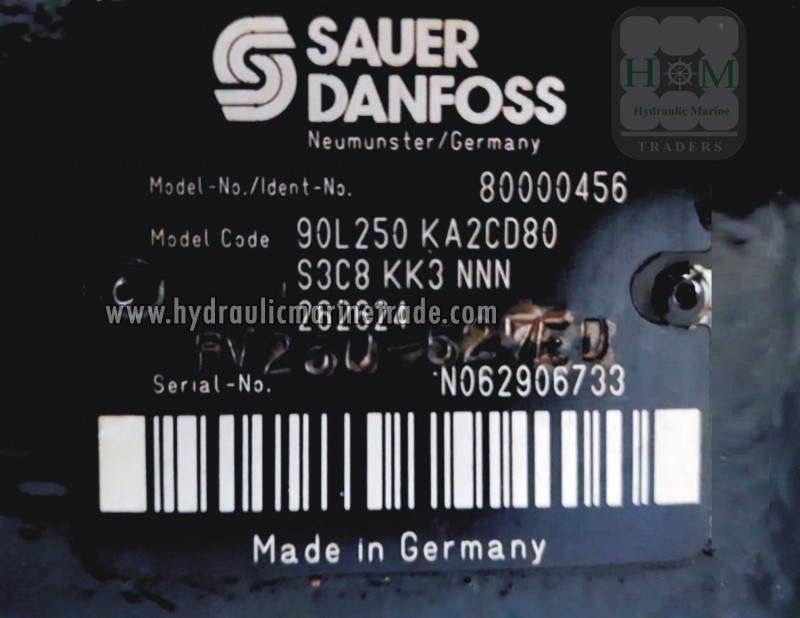 SAUER
DANFOSS
Neumunster/Germany
H M
Hydraulic Marine
TRADERS
Model-No./Ident-No. 80000456
Model Code 90L250 KA2CD80
S3C8 KK3 NNN
262624
www.hydraulicmarinetrade.com
Serial-No. N062906733
Made in Germany